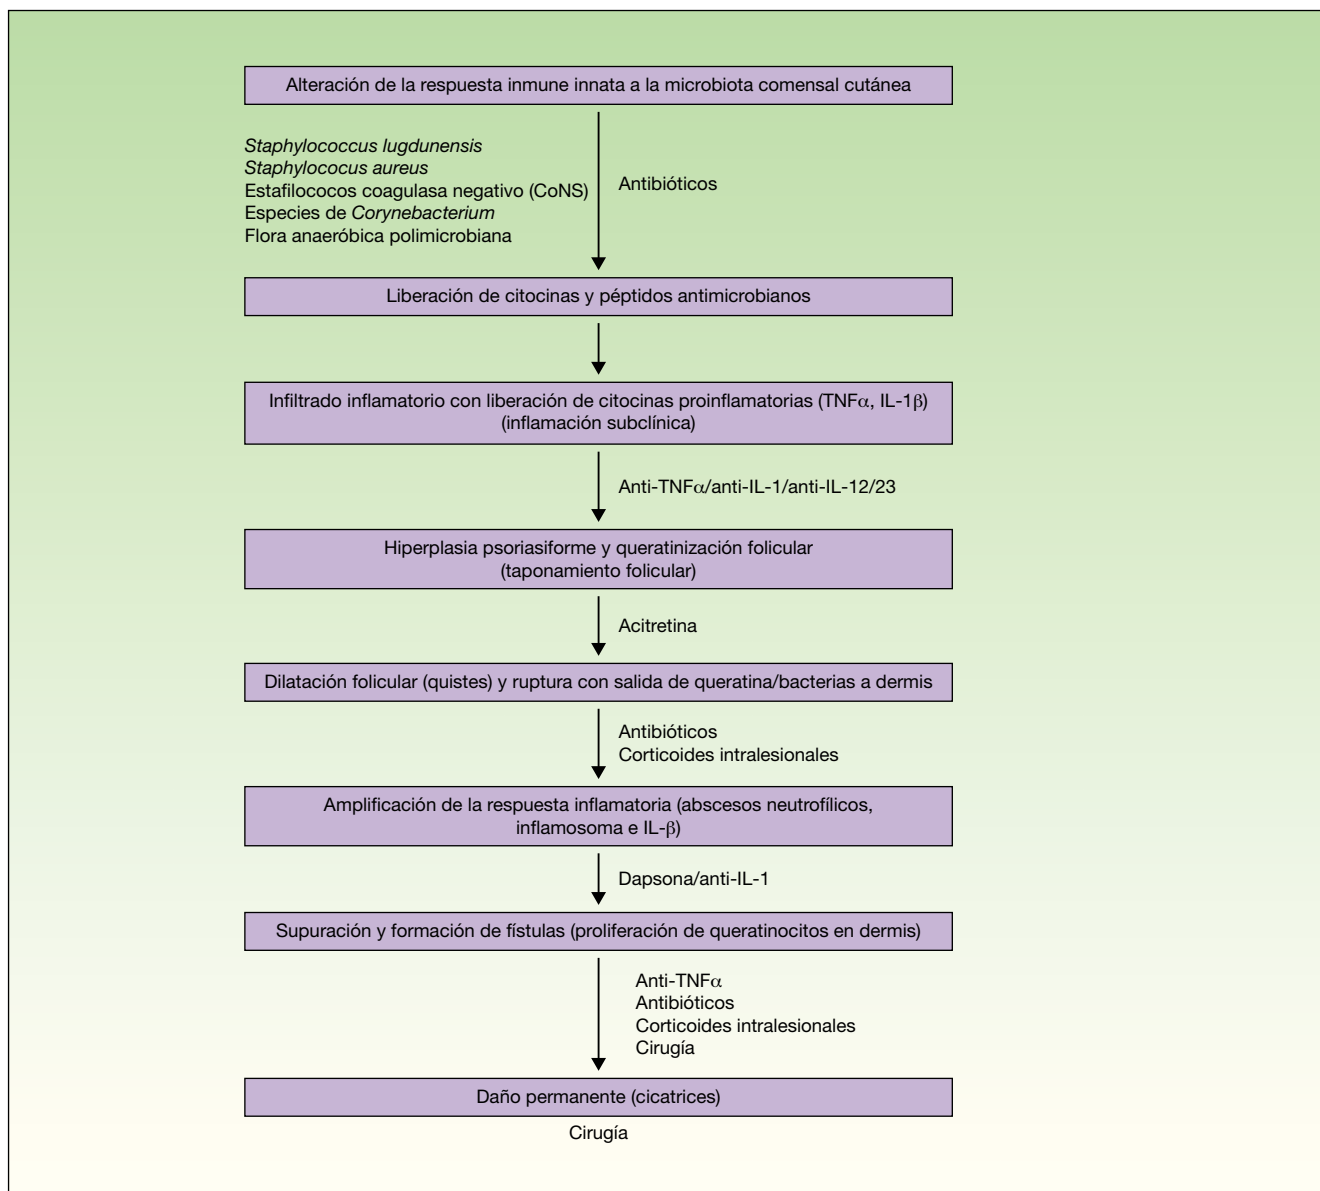 Alteración de la respuesta inmune innata a la microbiota comensal cutánea
Staphyloccus lugdunensis
Staphylococus aureus
Estafilococos coagulasa negativo (CoNS)
Especies de Corynebacterium
Flora anaeróbica polimicrobiana
Antibióticos
Liberación de citocinas y péptidos antimicrobianos
Infiltrado inflamatorio con liberación de citocinas proinflamatorias (TNFα, IL-1β)
(inflamación subclínica)
Anti-TNFα/anti-IL-1/anti-IL-12/23
Hiperplasia psoriasiforme y queratinización folicular
(taponamiento folicular)
Acitretina
Dilatación folicular (quistes) y ruptura con salida de queratina/bacterias a dermis
Antibióticos
Corticoides intralesionales
Amplificación de la respuesta inflamatoria (abscesos neutrofílicos,
inflamosoma e IL-β)
Dapsona/anti-IL-1
Supuración y formación de fístulas (proliferación de queratinocitos en dermis)
Anti-TNFα
Antibióticos
Corticoides intralesionales
Cirugía
Daño permanente (cicatrices)
Cirugía